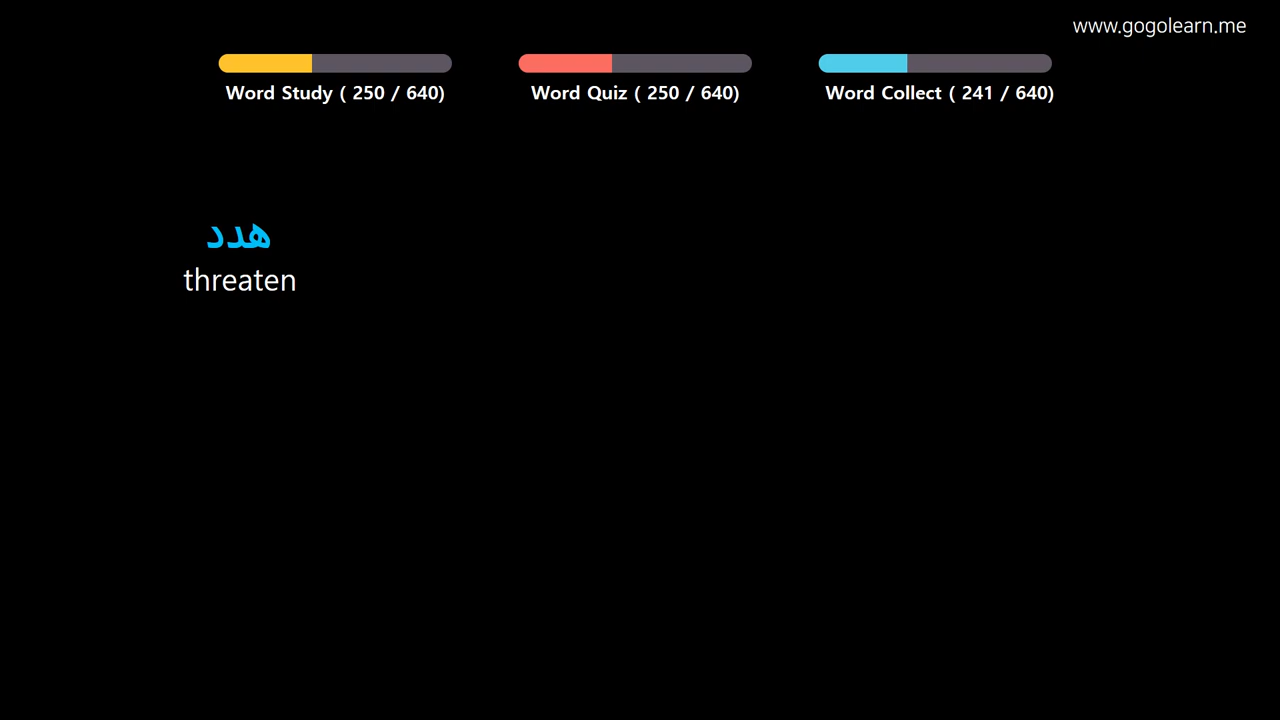 www.gogolearn.me
Word Study ( 250 / 640)
Word Quiz ( 250 / 640)
Word Collect ( 241 / 640)
هدد
threaten